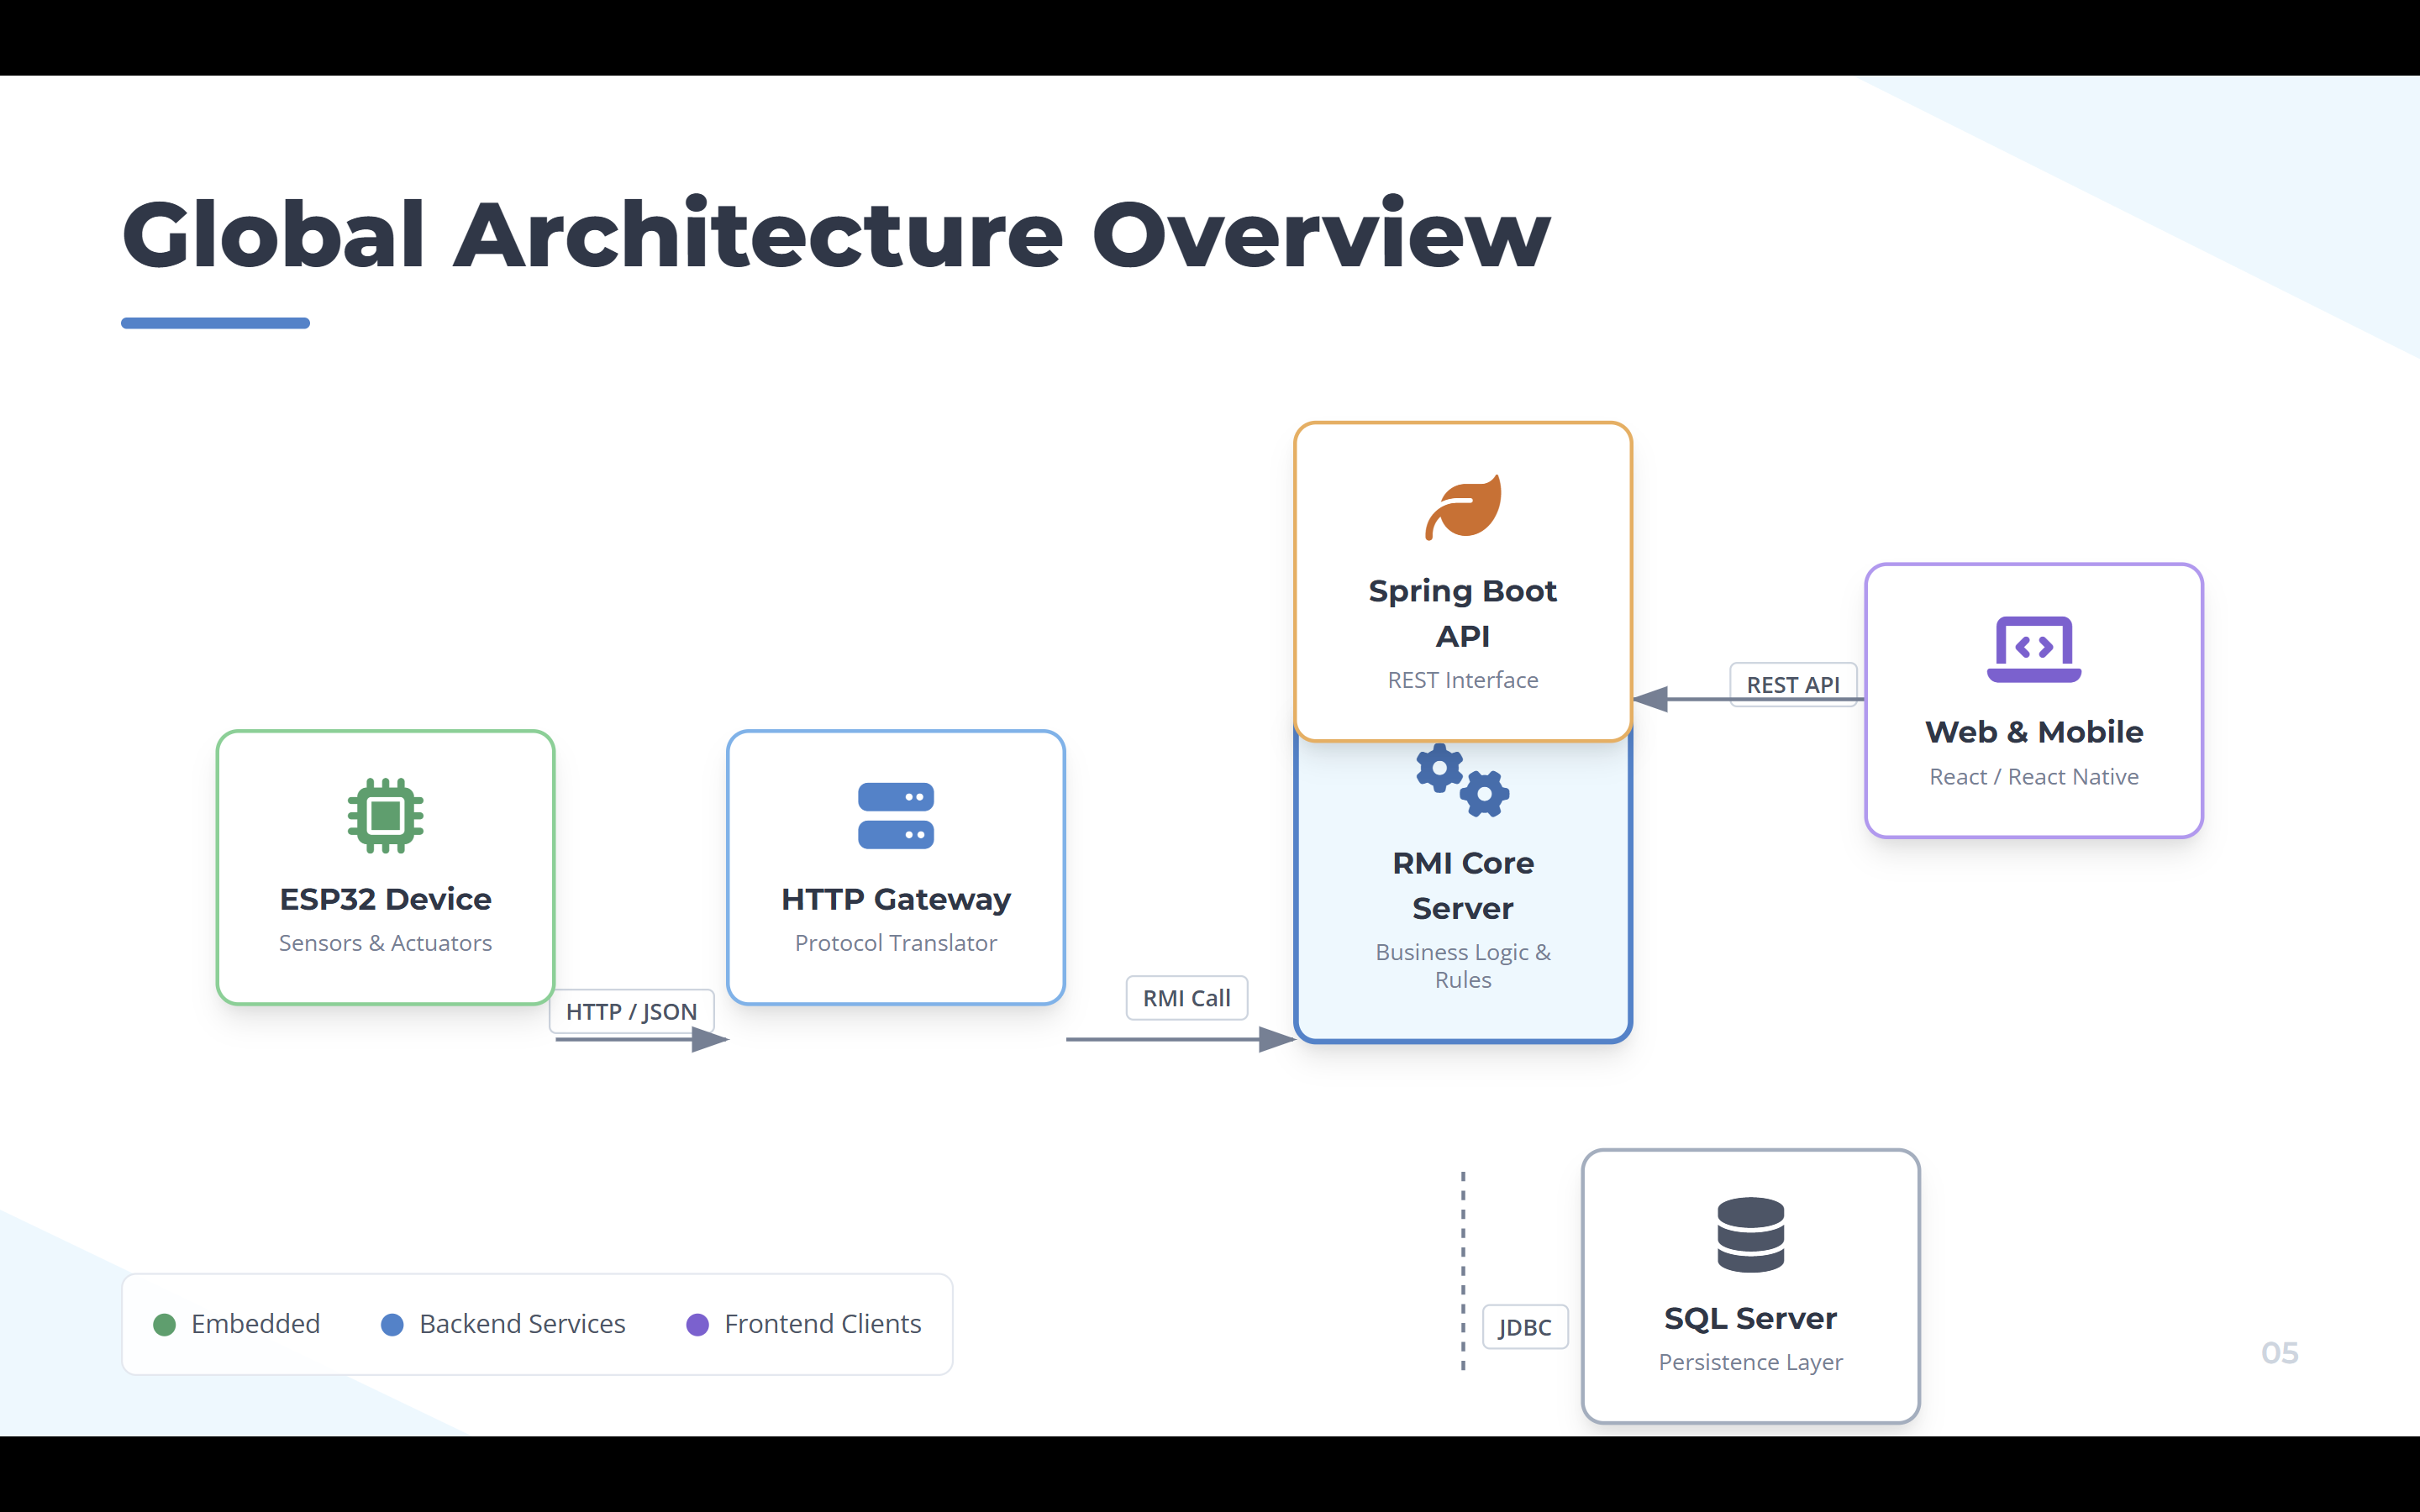 Global Architecture Overview
Spring Boot
API
REST Interface
REST API
Web & Mobile
React / React Native
ESP32 Device
Sensors & Actuators
HTTP / JSON
HTTP Gateway
Protocol Translator
RMI Call
RMI Core
Server
Business Logic &
Rules
JDBC
SQL Server
Persistence Layer
Embedded
Backend Services
Frontend Clients
05